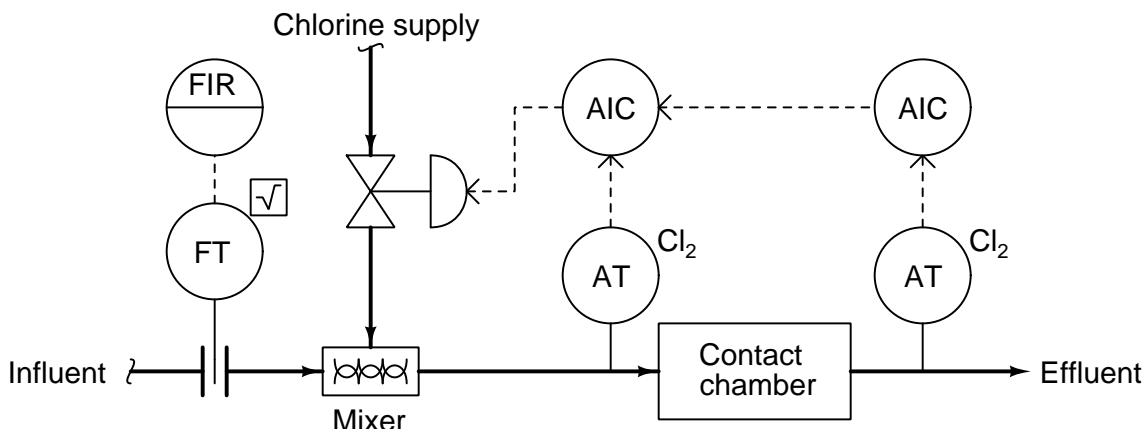 Chlorine supply
FIR
AIC
AIC
√
FT
AT
Cl₂
AT
Cl₂
Influent
Mixer
Contact
chamber
Effluent